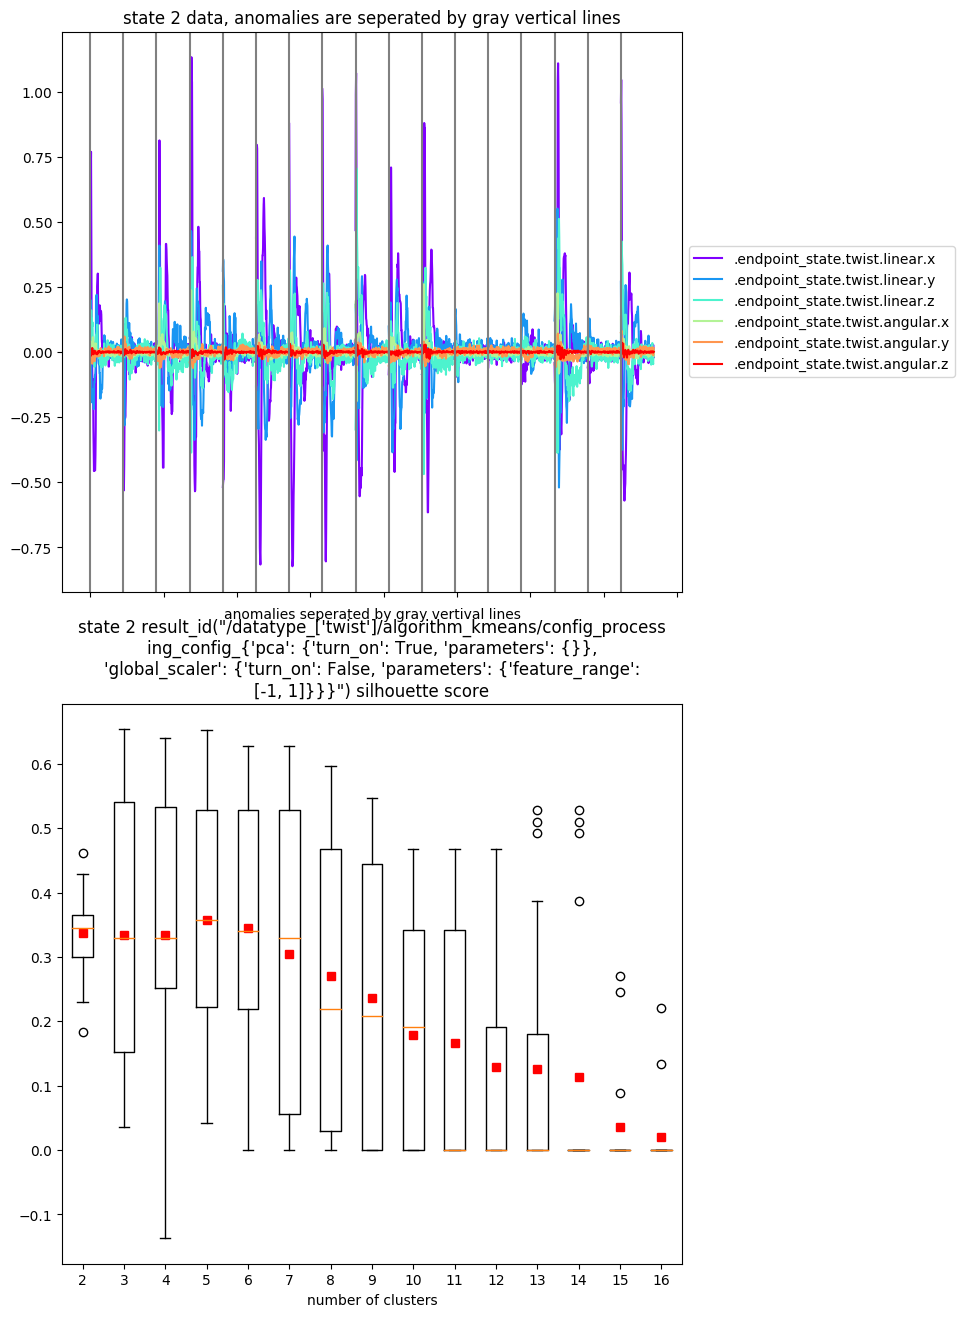 state 2 data, anomalies are seperated by gray vertical lines
1.00
0.75
0.50
0.25
0.00
−0.25
−0.50
−0.75
.endpoint_state.twist.linear.x
.endpoint_state.twist.linear.y
.endpoint_state.twist.linear.z
.endpoint_state.twist.angular.x
.endpoint_state.twist.angular.y
.endpoint_state.twist.angular.z
anomalies seperated by gray vertival lines
state 2 result_id("/datatype_['twist']/algorithm_kmeans/config_process
ing_config_{'pca': {'turn_on': True, 'parameters': {}},
'global_scaler': {'turn_on': False, 'parameters': {'feature_range':
[-1, 1]}}}") silhouette score
0.6
0.5
0.4
0.3
0.2
0.1
0.0
−0.1
2 3 4 5 6 7 8 9 10 11 12 13 14 15 16
number of clusters